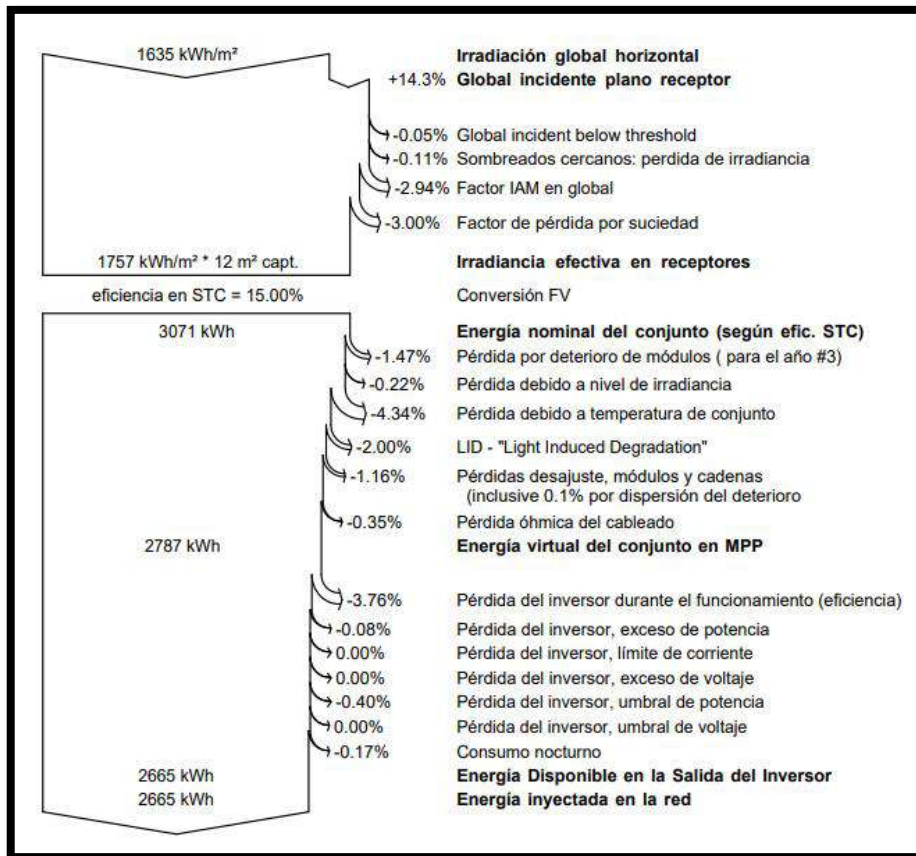 1635 kWh/m² Irradiación global horizontal
+14.3% Global incidente plano receptor
-0.05% Global incident below threshold
-0.11% Sombreados cercanos: perdida de irradiancia
-2.94% Factor IAM en global
-3.00% Factor de pérdida por suciedad
1757 kWh/m² * 12 m² capt. Irradiancia efectiva en receptores
eficiencia en STC = 15.00% Conversión FV
3071 kWh Energía nominal del conjunto (según efic. STC)
-1.47% Pérdida por deterioro de módulos ( para el año #3)
-0.22% Pérdida debido a nivel de irradiancia
-4.34% Pérdida debido a temperatura de conjunto
-2.00% LID - "Light Induced Degradation"
-1.16% Pérdidas desajuste, módulos y cadenas
(inclusive 0.1% por dispersión del deterioro
-0.35% Pérdida óhmica del cableado
2787 kWh Energía virtual del conjunto en MPP
-3.76% Pérdida del inversor durante el funcionamiento (eficiencia)
-0.08% Pérdida del inversor, exceso de potencia
0.00% Pérdida del inversor, límite de corriente
0.00% Pérdida del inversor, exceso de voltaje
-0.40% Pérdida del inversor, umbral de potencia
0.00% Pérdida del inversor, umbral de voltaje
-0.17% Consumo nocturno
2665 kWh Energía Disponible en la Salida del Inversor
2665 kWh Energía inyectada en la red